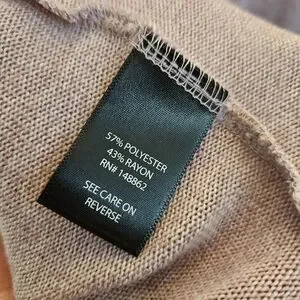 57% POLYESTER
43% RAYON
RN# 148862
SEE CARE ON
REVERSE